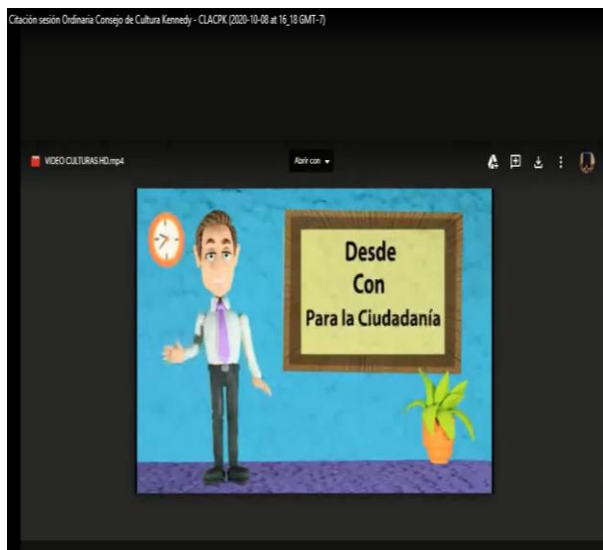 Citación sesión Ordinaria Consejo de Cultura Kennedy - CLACPK (2020-10-08 at 16_18 GMT-7)
VIDEO CULTURAS HD.mp4
Abrir con
Desde
Con
Para la Ciudadanía